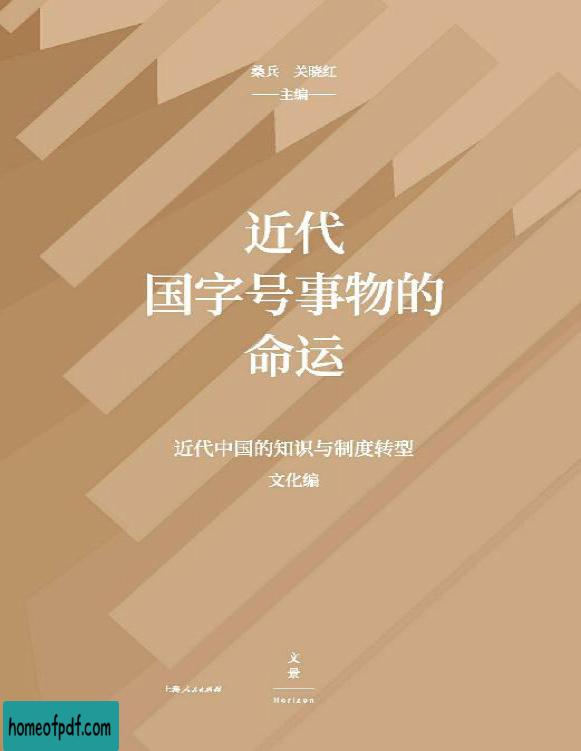 桑兵 关晓红
主编
近代
国字号事物的
命运
近代中国的知识与制度转型
文化编
文
景
上海人民出版社
Horizon
homeofpdf.com